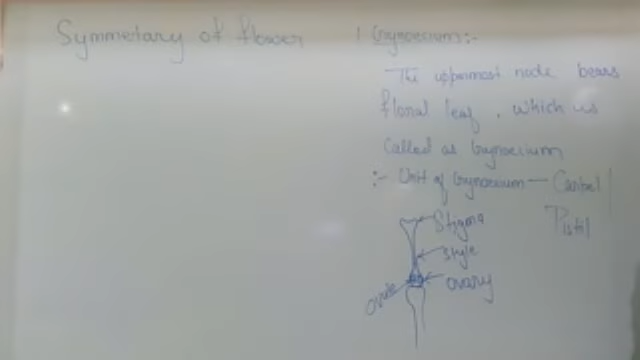 Symmetary of flower
1 Gynoecium:-
The uppermost node bears
floral leaf, which is
called as Gynoecium
:- Unit of Gynoecium — Carpel /
Pistil
Stigma
style
ovary
ovule